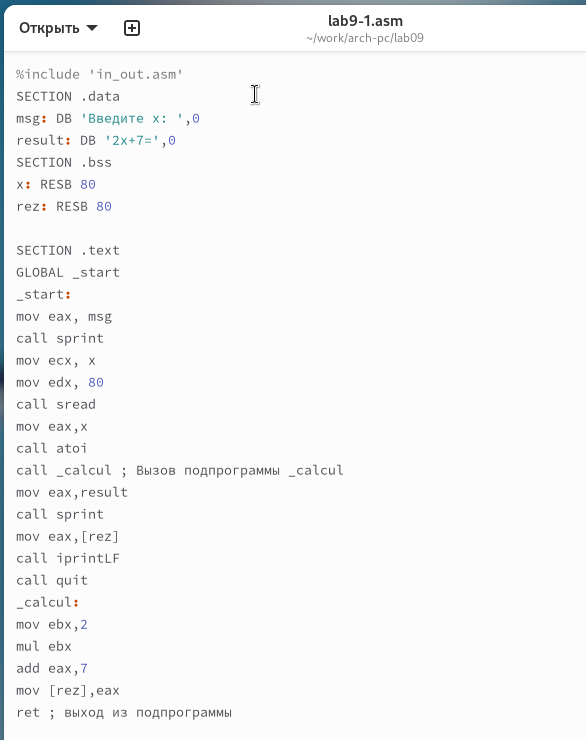 Открыть
lab9-1.asm
~/work/arch-pc/lab09
%include 'in_out.asm'
SECTION .data
msg: DB 'Введите x: ',0
result: DB '2x+7=',0
SECTION .bss
x: RESB 80
rez: RESB 80
SECTION .text
GLOBAL _start
_start:
mov eax, msg
call sprint
mov ecx, x
mov edx, 80
call sread
mov eax,x
call atoi
call _calcul ; Вызов подпрограммы _calcul
mov eax,result
call sprint
mov eax,[rez]
call iprintLF
call quit
_calcul:
mov ebx,2
mul ebx
add eax,7
mov [rez],eax
ret ; выход из подпрограммы